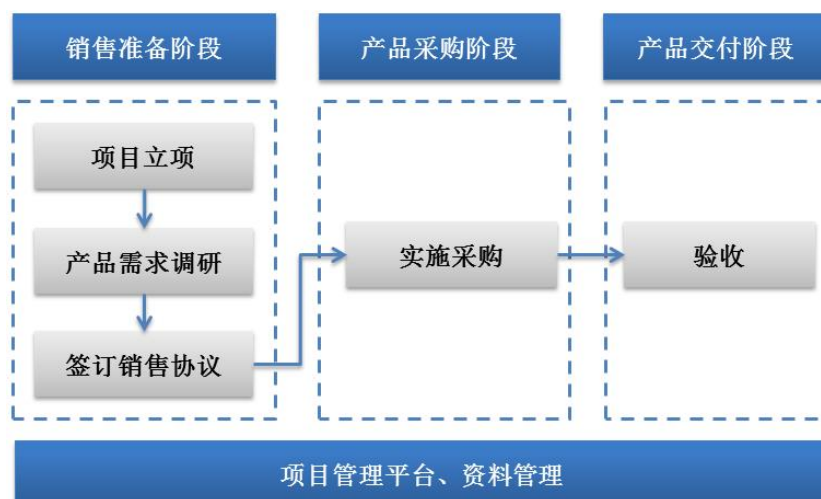 销售准备阶段
产品采购阶段
产品交付阶段
项目立项
产品需求调研
签订销售协议
实施采购
验收
项目管理平台、资料管理